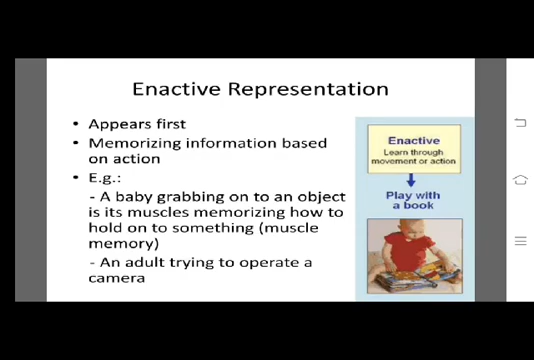 Enactive Representation
• Appears first
• Memorizing information based
on action
• E.g.:
- A baby grabbing on to an object
is its muscles memorizing how to
hold on to something (muscle
memory)
- An adult trying to operate a
camera
Enactive
Learn through
movement or action
Play with
a book